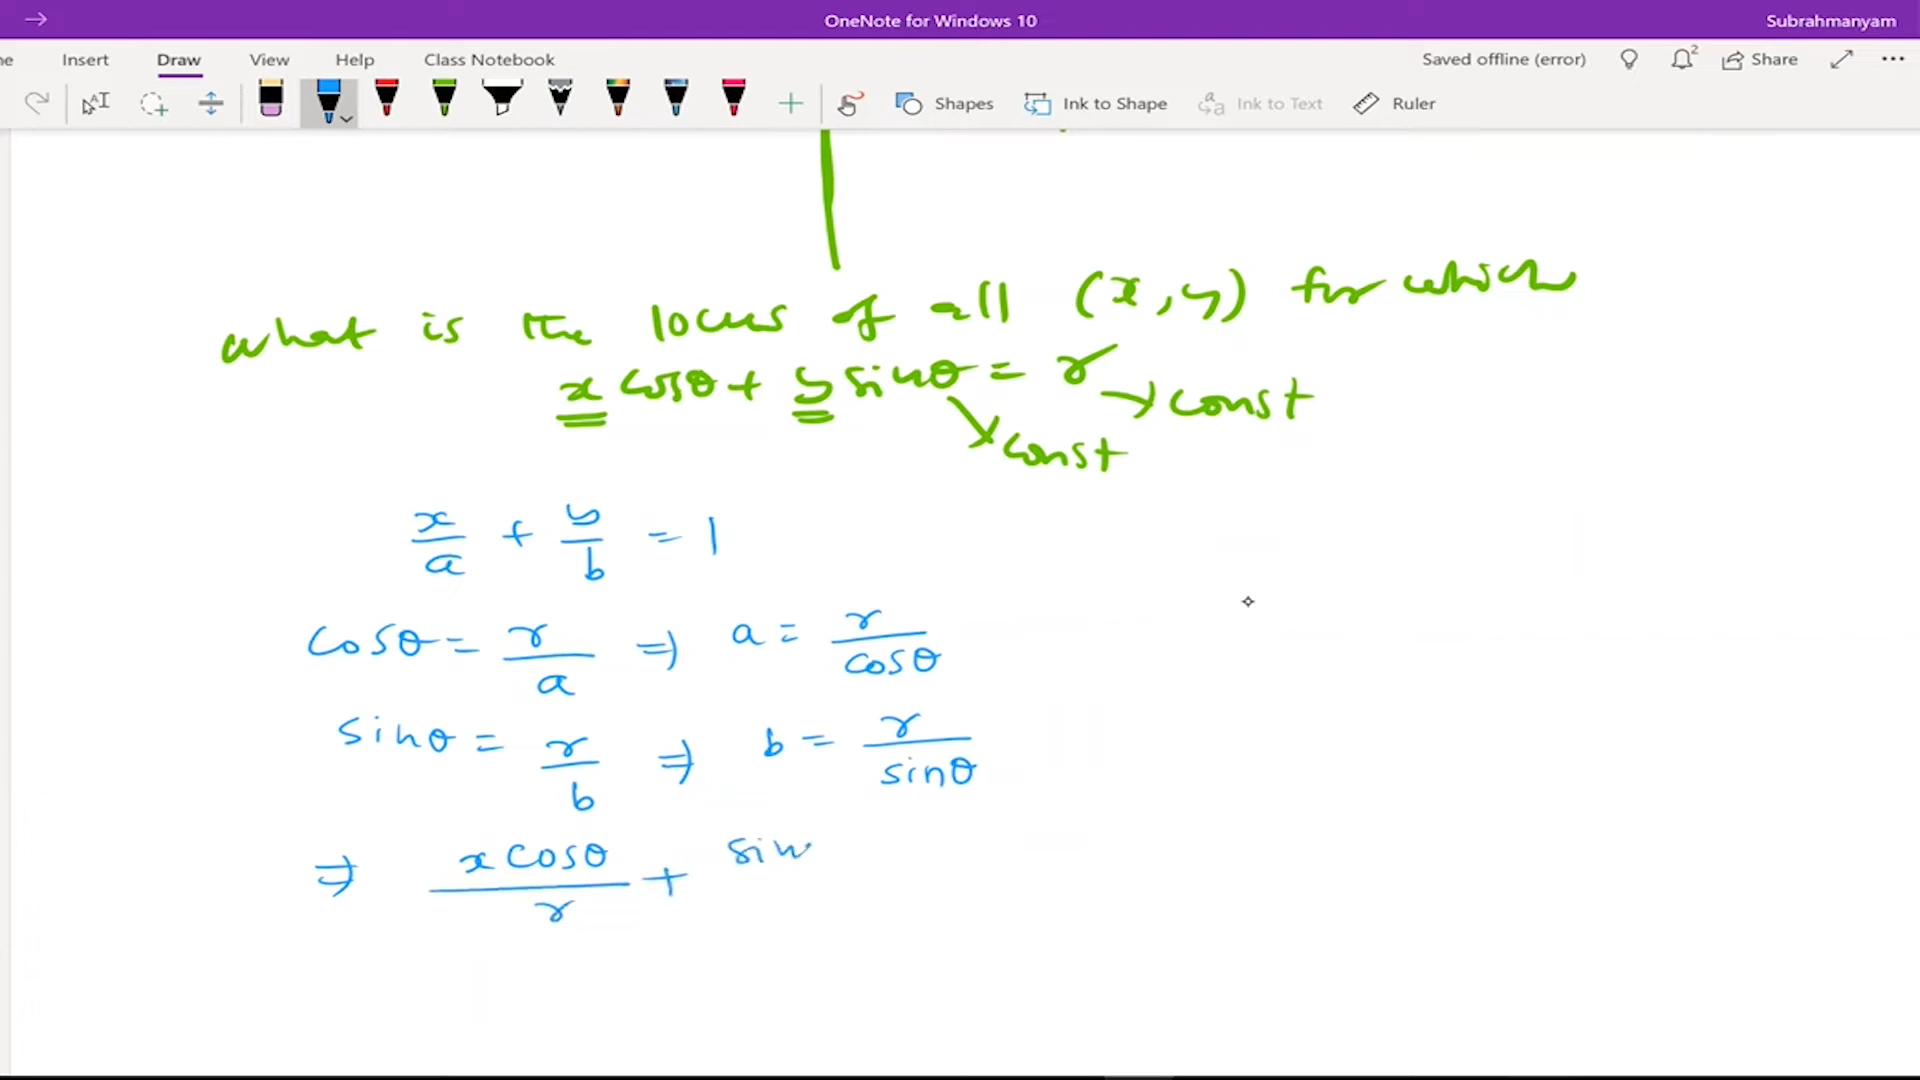 OneNote for Windows 10 Subrahmanyam
Insert Draw View Help Class Notebook Saved offline (error) 2 Share
Shapes Ink to Shape Ink to Text Ruler
what is the locus of all (x,y) for which
x cosθ + y sinθ = r → const
→ const
x/a + y/b = 1
cosθ = r/a ⇒ a = r/cosθ
sinθ = r/b ⇒ b = r/sinθ
⇒ x cosθ/r + sin